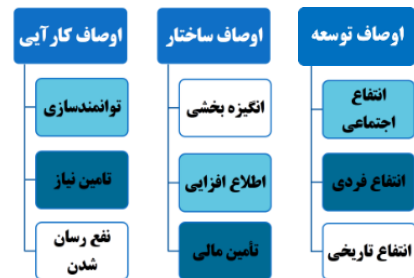 اوصاف توسعه
انتفاع
اجتماعی
انتفاع فردی
انتفاع تاریخی
اوصاف ساختار
انگیزه بخشی
اطلاع افزایی
تأمین مالی
اوصاف کارآیی
توانمندسازی
تامین نیاز
نفع رسان
شدن